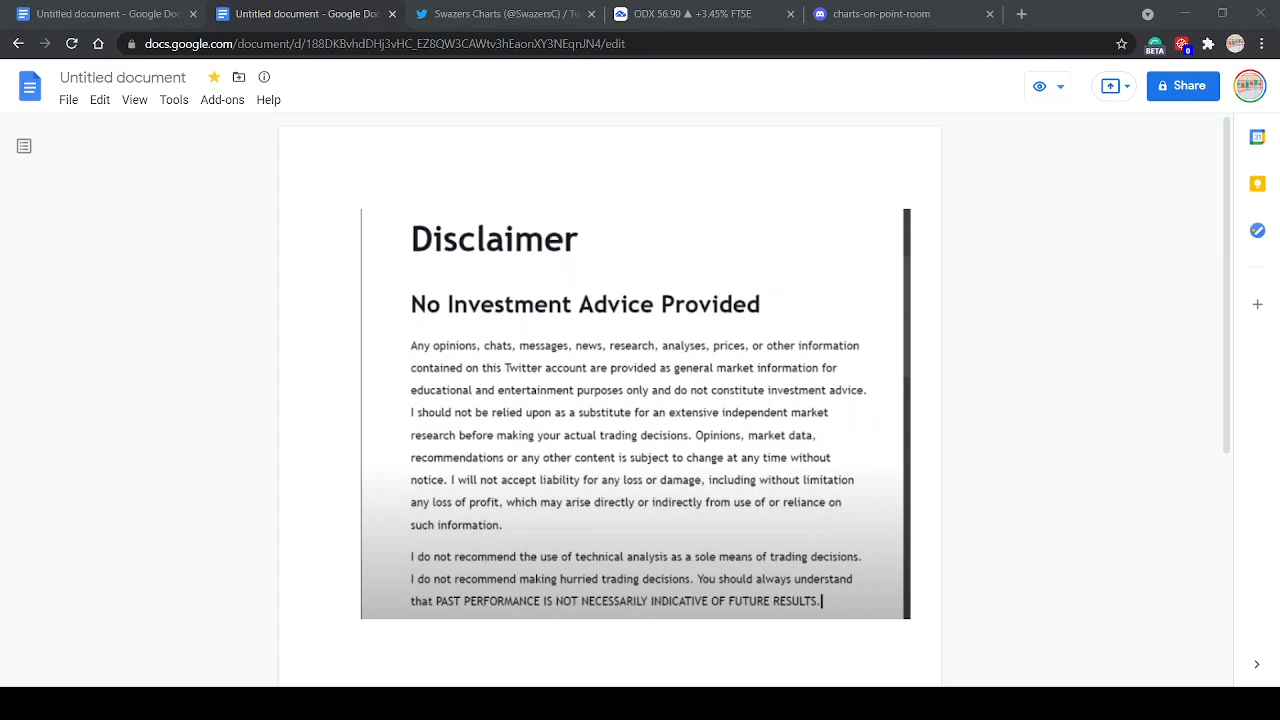 Untitled document - Google Doc
Untitled document - Google Doc
Swazers Charts (@SwazersC) / Tw
ODX 56.90 ▲ +3.45% FTSE
charts-on-point-room
docs.google.com/document/d/188DKBvhdDHj3vHC_EZ8QW3CAWtv3hEaorXY3NEqnJN4/edit
BETA
0
Untitled document
File Edit View Tools Add-ons Help
Share
31
Disclaimer
No Investment Advice Provided
Any opinions, chats, messages, news, research, analyses, prices, or other information
contained on this Twitter account are provided as general market information for
educational and entertainment purposes only and do not constitute investment advice.
I should not be relied upon as a substitute for an extensive independent market
research before making your actual trading decisions. Opinions, market data,
recommendations or any other content is subject to change at any time without
notice. I will not accept liability for any loss or damage, including without limitation
any loss of profit, which may arise directly or indirectly from use of or reliance on
such information.
I do not recommend the use of technical analysis as a sole means of trading decisions.
I do not recommend making hurried trading decisions. You should always understand
that PAST PERFORMANCE IS NOT NECESSARILY INDICATIVE OF FUTURE RESULTS.